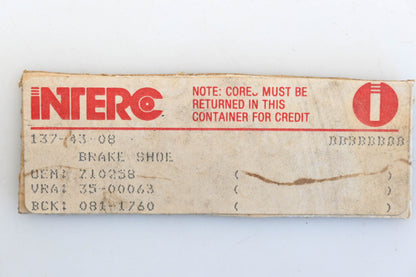 INTERC
NOTE: CORES MUST BE
RETURNED IN THIS
CONTAINER FOR CREDIT
137-43-08 BBBBBBBB
BRAKE SHOE
OEM: Z10258 (
VRA: 35-00063 )
BCK: 081-1760 (